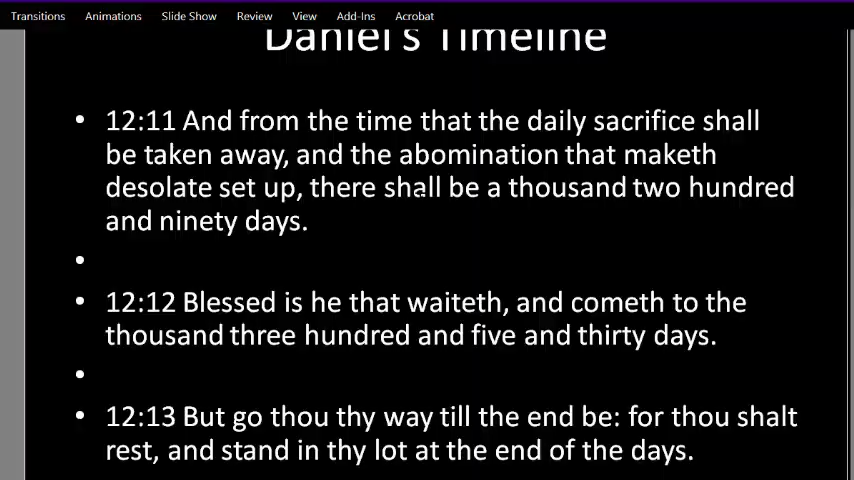 Transitions Animations Slide Show Review View Add-Ins Acrobat
Daniel's Timeline
• 12:11 And from the time that the daily sacrifice shall
be taken away, and the abomination that maketh
desolate set up, there shall be a thousand two hundred
and ninety days.
•
• 12:12 Blessed is he that waiteth, and cometh to the
thousand three hundred and five and thirty days.
•
• 12:13 But go thou thy way till the end be: for thou shalt
rest, and stand in thy lot at the end of the days.